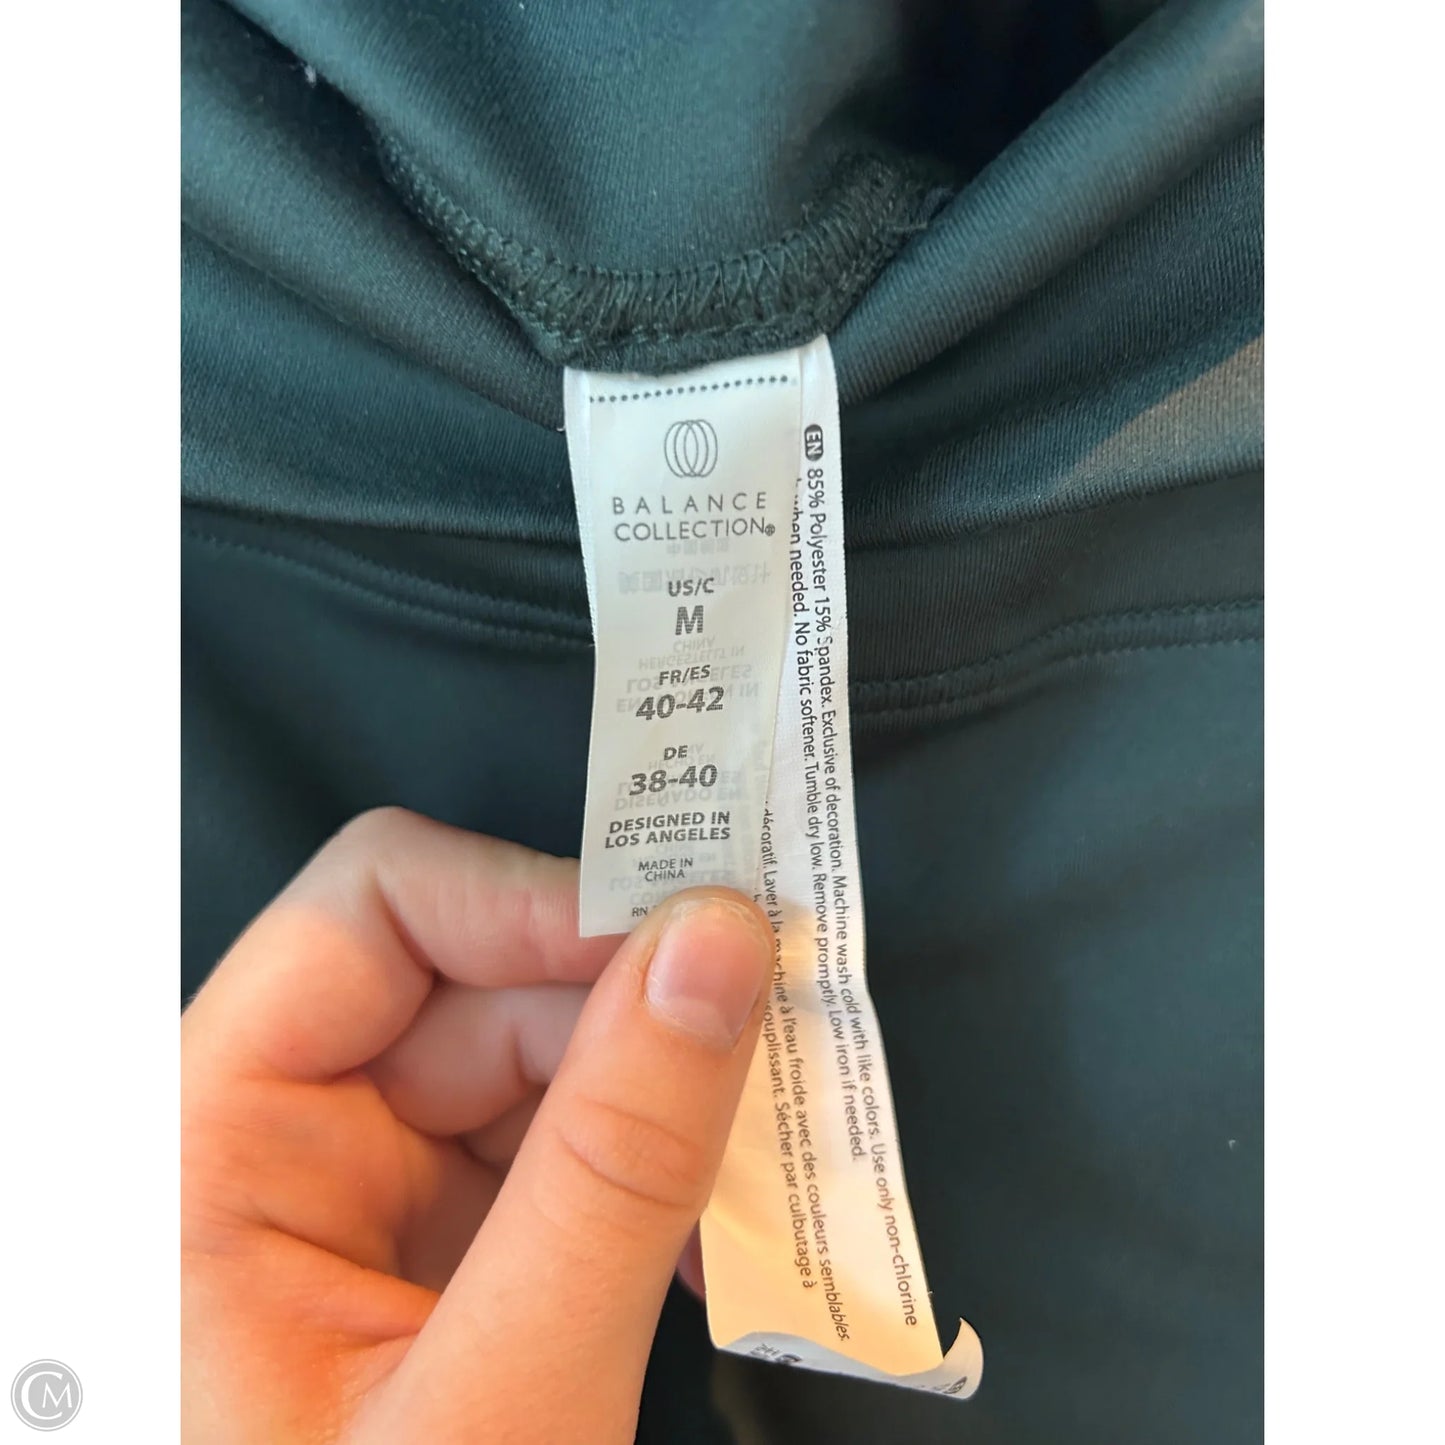 BALANCE
COLLECTION®
US/C
M
FR/ES
40-42
DE
38-40
DESIGNED IN
LOS ANGELES
MADE IN
CHINA
RN
EN 85% Polyester 15% Spandex. Exclusive of decoration. Machine wash cold with like colors. Use only non-chlorine
when needed. No fabric softener. Tumble dry low. Remove promptly. Low iron if needed.
décoratif. Laver à la machine à l'eau froide avec des couleurs semblables.
Sécher par culbutage à
CM